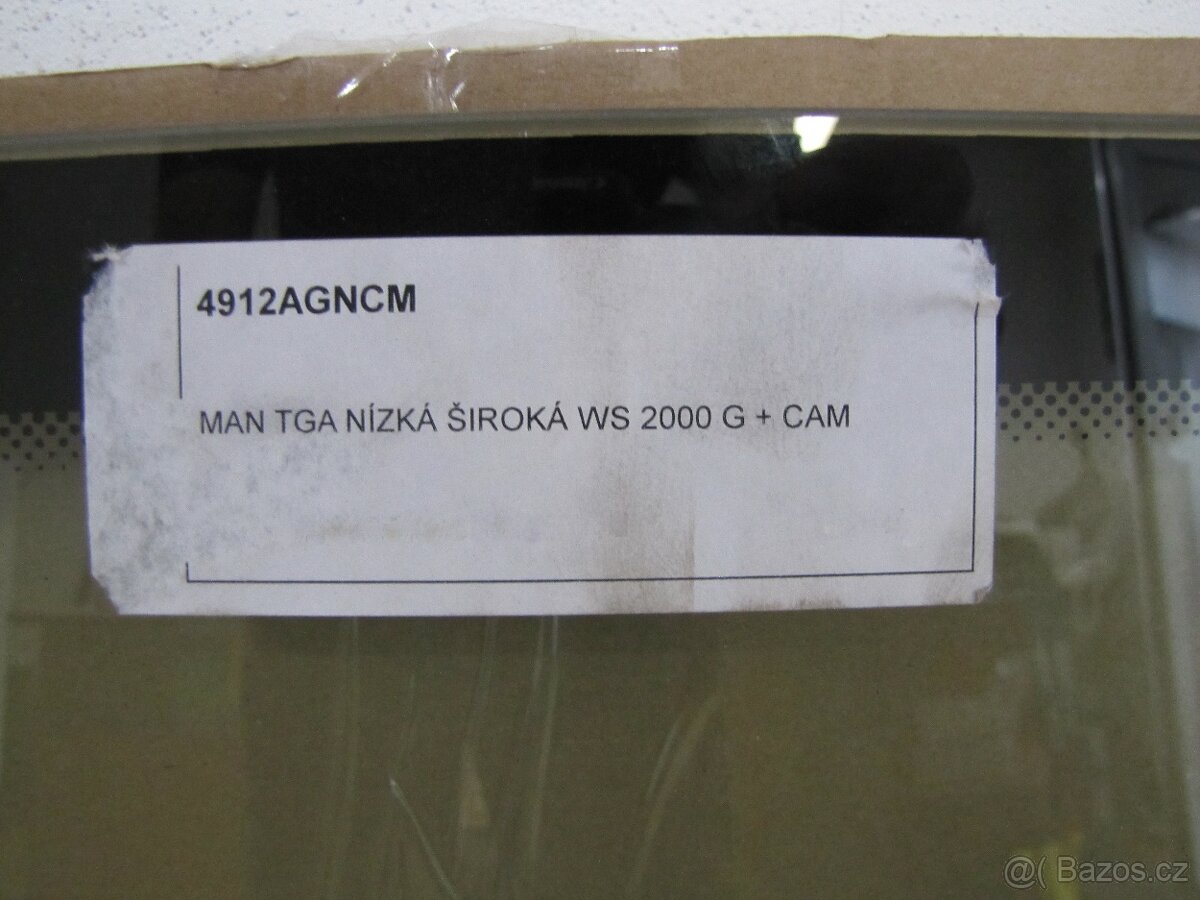 4912AGNCM
MAN TGA NÍZKÁ ŠIROKÁ WS 2000 G + CAM
@( Bazos.cz